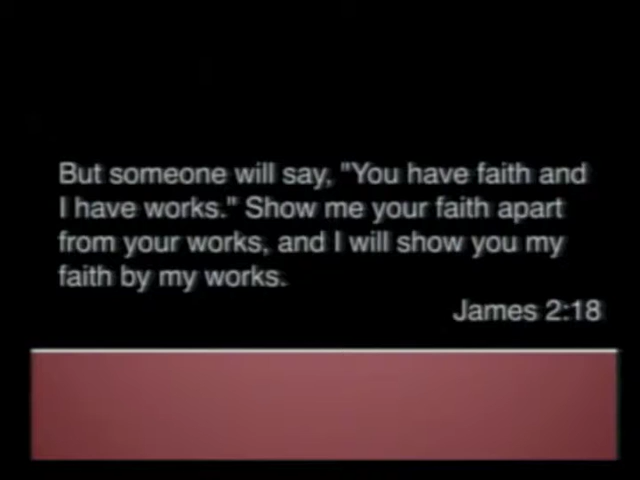 But someone will say, "You have faith and
I have works." Show me your faith apart
from your works, and I will show you my
faith by my works.
James 2:18